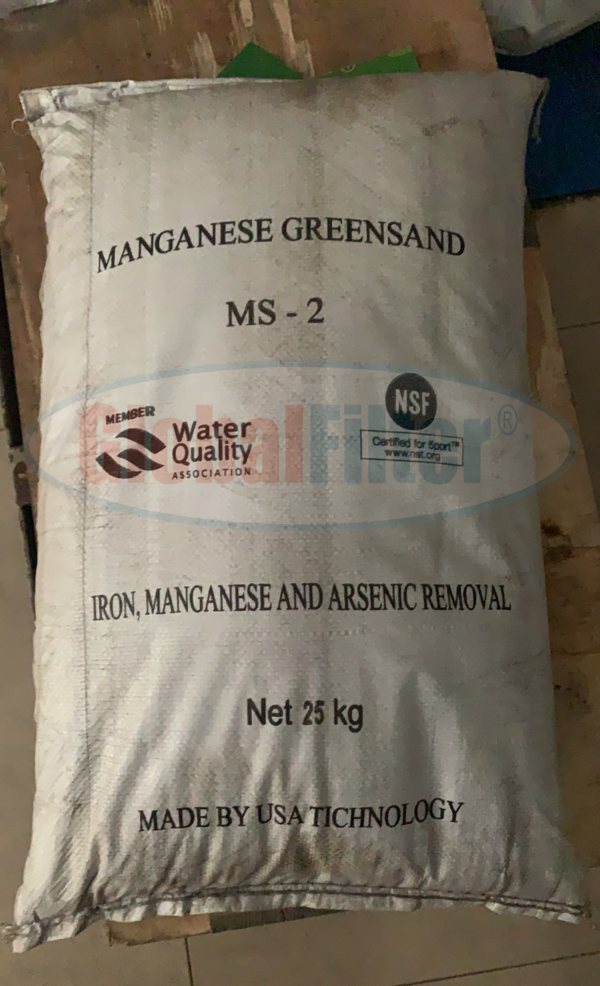 MANGANESE GREENSAND
MS - 2
MEMBER
Water
Quality
ASSOCIATION
NSF
Certified for Sport™
www.nsf.org
GlobalFilter®
IRON, MANGANESE AND ARSENIC REMOVAL
Net 25 kg
MADE BY USA TICHNOLOGY